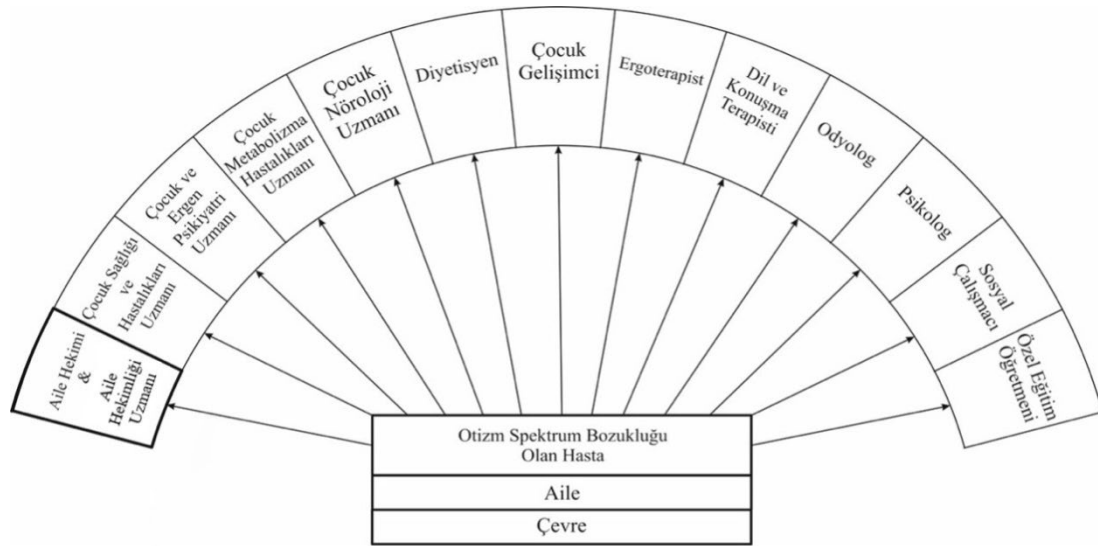 Aile Hekimi
&
Aile
Hekimliği
Uzmanı
Çocuk Sağlığı
ve
Hastalıkları
Uzmanı
Çocuk ve
Ergen
Psikiyatri
Uzmanı
Çocuk
Metabolizma
Hastalıkları
Uzmanı
Çocuk
Nöroloji
Uzmanı
Diyetisyen
Çocuk
Gelişimci
Ergoterapist
Dil ve
Konuşma
Terapisti
Odyolog
Psikolog
Sosyal
Çalışmacı
Özel Eğitim
Öğretmeni
Otizm Spektrum Bozukluğu
Olan Hasta
Aile
Çevre